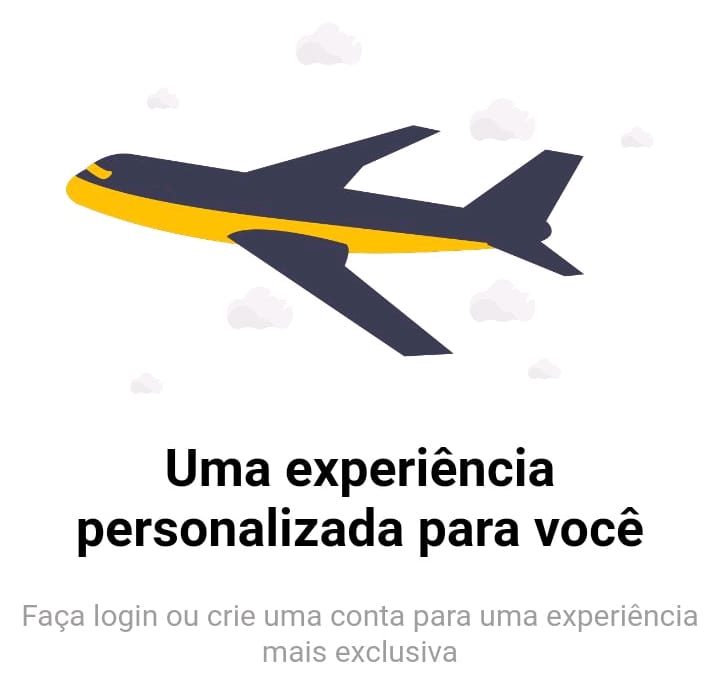 Uma experiência
personalizada para você
Faça login ou crie uma conta para uma experiência
mais exclusiva